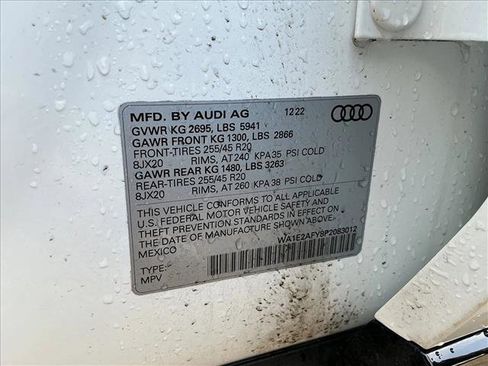 MFD. BY AUDI AG 12 22
GVWR KG 2695, LBS 5941
GAWR FRONT KG 1300, LBS 2866
FRONT-TIRES 255/45 R20
8JX20 RIMS, AT 240 KPA 35 PSI COLD
GAWR REAR KG 1480, LBS 3263
REAR-TIRES 255/45 R20
8JX20 RIMS, AT 260 KPA 38 PSI COLD
THIS VEHICLE CONFORMS TO ALL APPLICABLE
U.S. FEDERAL MOTOR VEHICLE SAFETY AND
THEFT PREVENTION STANDARDS IN EFFECT ON
THE DATE OF MANUFACTURE SHOWN ABOVE
MEXICO WA1E2AFY8P2083012
TYPE:
MPV